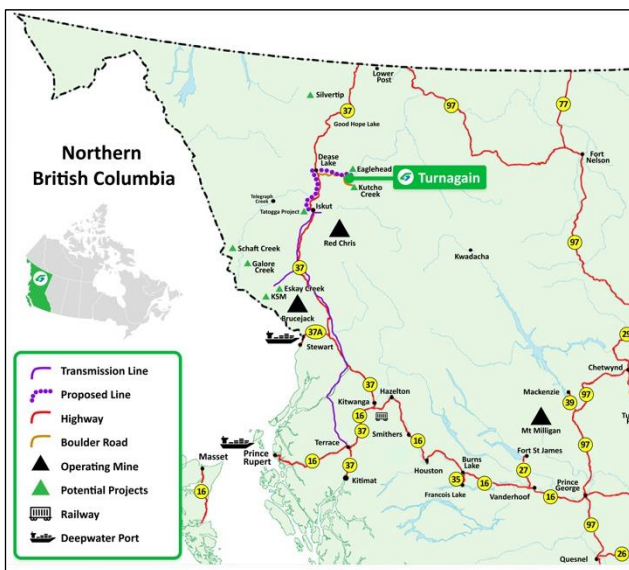 Lower
Post
Silvertip
37
97
77
Good Hope Lake
Northern
British Columbia
Dease
Lake
Eaglehead
Turnagain
Fort
Nelson
Kutcho
Creek
Telegraph
Creek
Tatogga Project
Iskut
Red Chris
97
Schaft Creek
Kwadacha
Galore
Creek
37
Eskay Creek
KSM
Brucejack
37A
Stewart
29
Chetwynd
Transmission Line
Proposed Line
Highway
Boulder Road
Operating Mine
Potential Projects
Railway
Deepwater Port
37
Hazelton
Mackenzie
97
39
Kitwanga
16
37
Smithers
16
Mt Milligan
97
Terrace
Prince
Rupert
16
37
Kitimat
Houston
Burns
Lake
Fort St James
27
Masset
16
35
Francois Lake
16
Vanderhoof
16
Prince
George
97
Quesnel
26